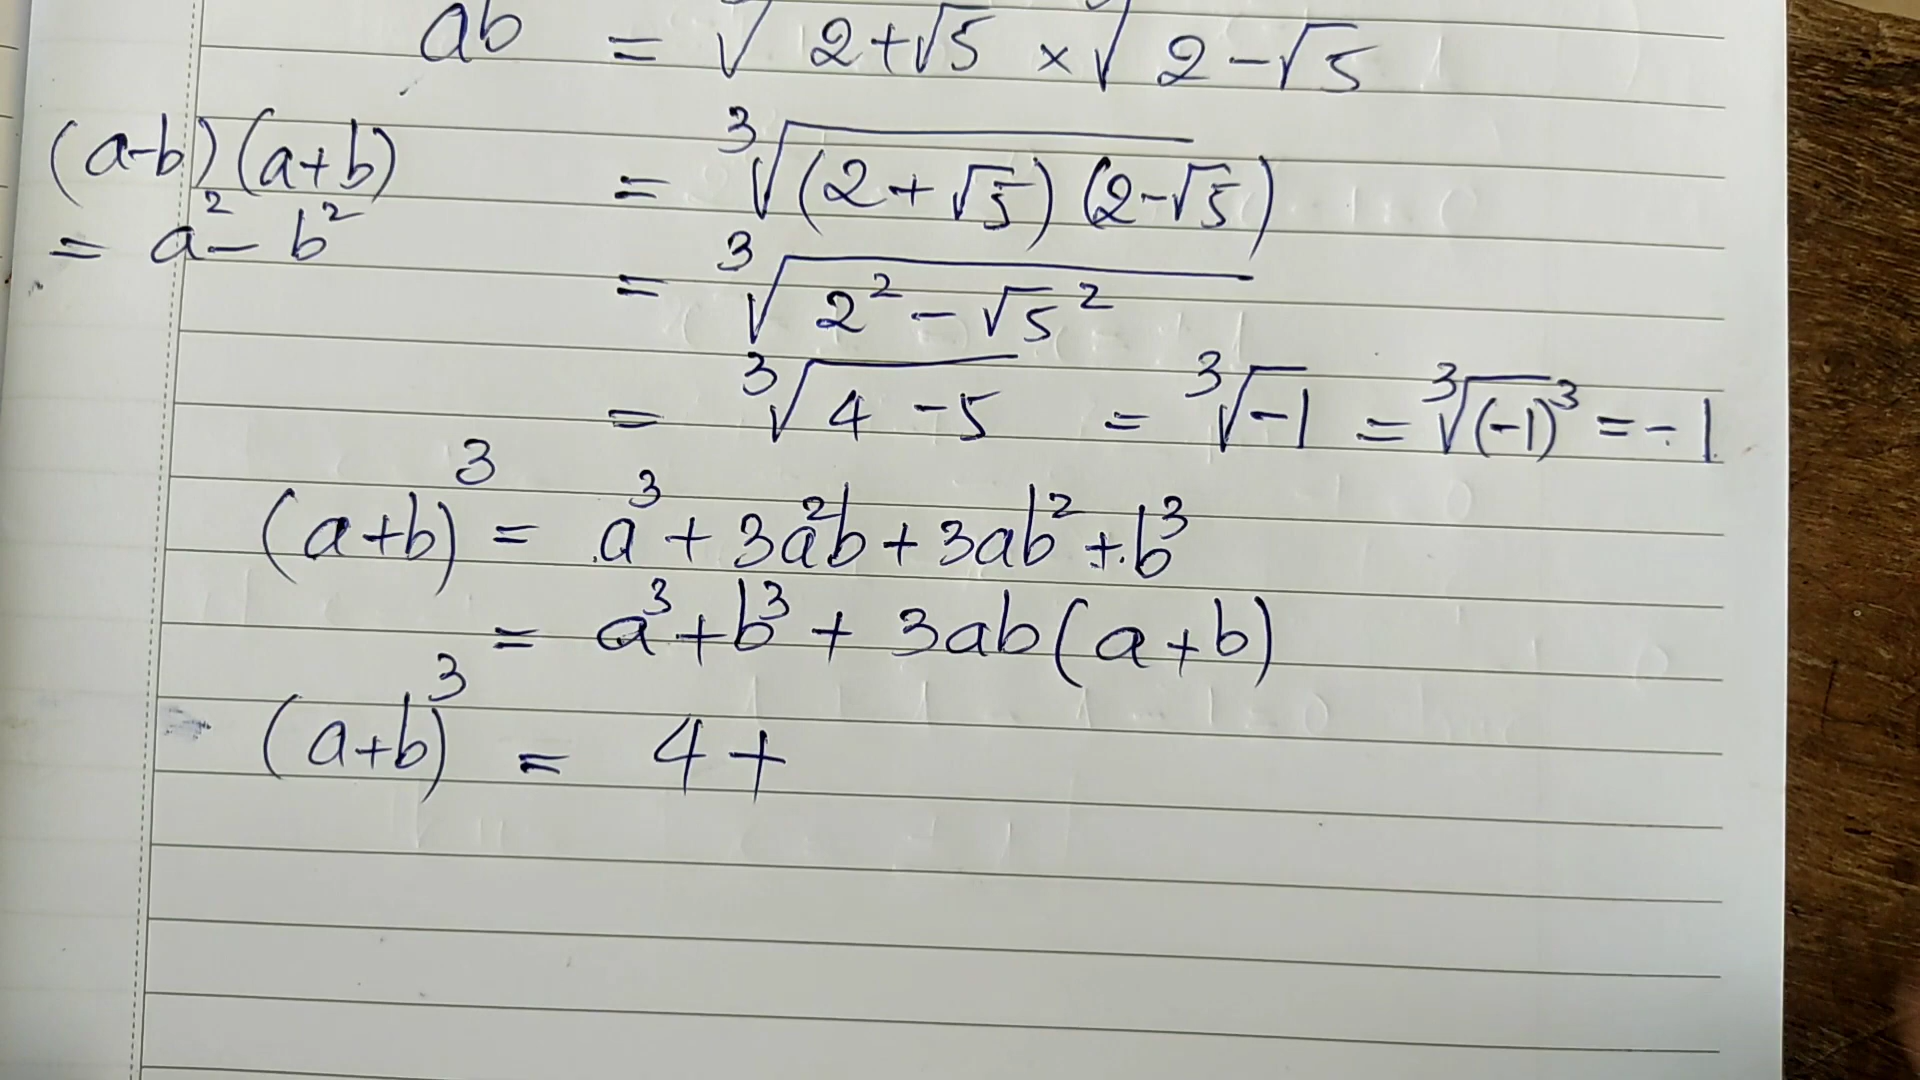 ab = √2+√5 × √2-√5
(a-b)(a+b) = ³√(2+√5)(2-√5)
= a² - b²
= ³√2² - √5²
= ³√4 - 5 = ³√-1 = ³√(-1)³ = -1
(a+b)³ = a³ + 3a²b + 3ab² + b³
= a³ + b³ + 3ab(a+b)
(a+b)³ = 4 +